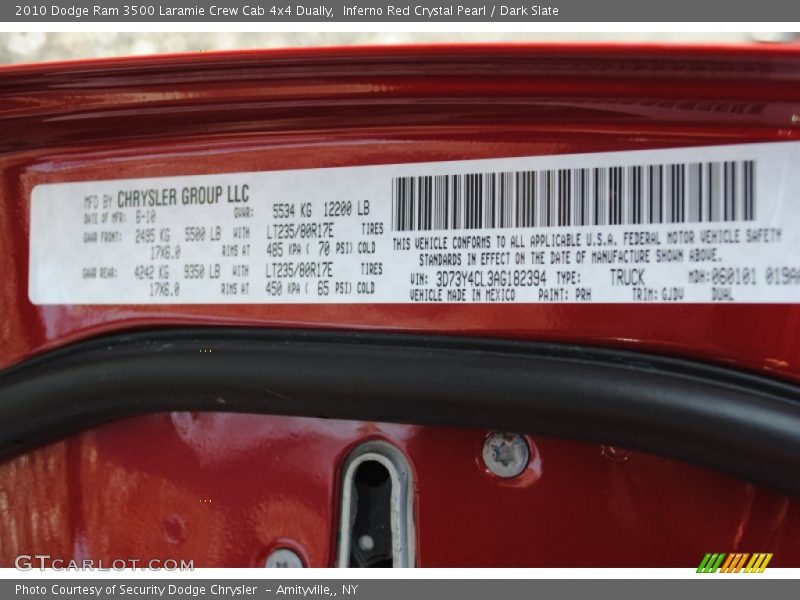 2010 Dodge Ram 3500 Laramie Crew Cab 4x4 Dually,  Inferno Red Crystal Pearl / Dark Slate
MFD BY CHRYSLER GROUP LLC
DATE OF MFR: 6-10 GVWR: 5534 KG 12200 LB
GAWR FRONT: 2495 KG 5500 LB WITH LT235/80R17E TIRES
17X6.0 RIMS AT 485 KPA ( 70 PSI) COLD
GAWR REAR: 4242 KG 9350 LB WITH LT235/80R17E TIRES
17X6.0 RIMS AT 450 KPA ( 65 PSI) COLD
THIS VEHICLE CONFORMS TO ALL APPLICABLE U.S.A. FEDERAL MOTOR VEHICLE SAFETY
STANDARDS IN EFFECT ON THE DATE OF MANUFACTURE SHOWN ABOVE.
VIN: 3D73Y4CL3AG182394 TYPE: TRUCK MDH: 060101 019A
VEHICLE MADE IN MEXICO PAINT: PRH TRIM: GJDV DUAL
GTCARLOT.COM
Photo Courtesy of Security Dodge Chrysler  - Amityville,, NY